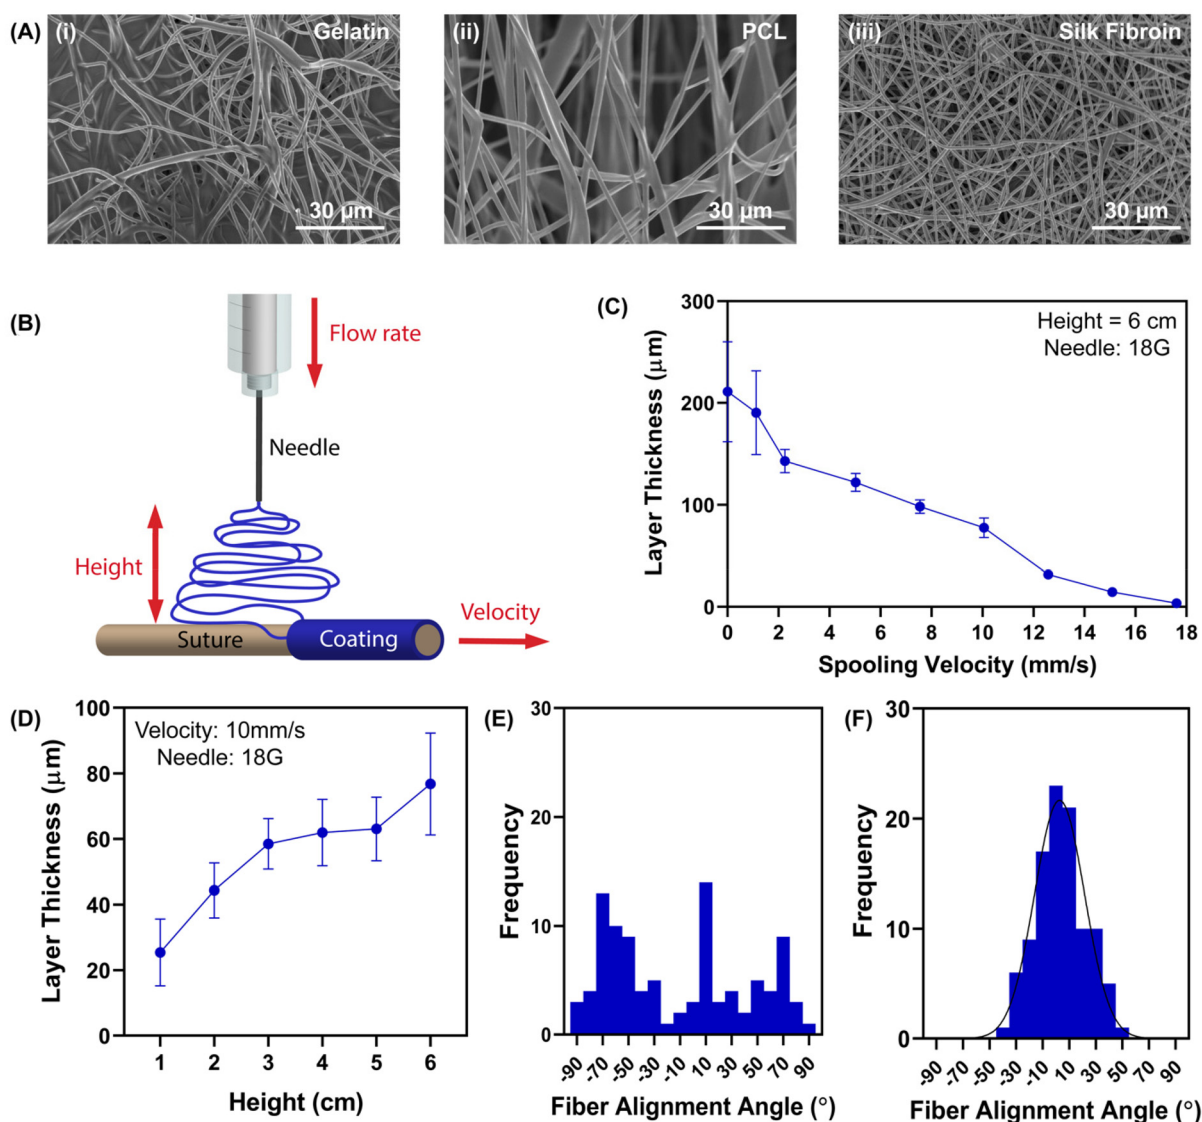 (A)
(i)
Gelatin
30 μm
(ii)
PCL
30 μm
(iii)
Silk Fibroin
30 μm
(B)
Flow rate
Needle
Height
Velocity
Suture
Coating
(C)
Height = 6 cm
Needle: 18G
Layer Thickness (μm)
300
200
100
0
0 2 4 6 8 10 12 14 16 18
Spooling Velocity (mm/s)
(D)
Velocity: 10mm/s
Needle: 18G
Layer Thickness (μm)
100
80
60
40
20
0
1 2 3 4 5 6
Height (cm)
(E)
Frequency
30
20
10
0
-90 -70 -50 -30 -10 10 30 50 70 90
Fiber Alignment Angle (°)
(F)
Frequency
30
20
10
0
-90 -70 -50 -30 -10 10 30 50 70 90
Fiber Alignment Angle (°)